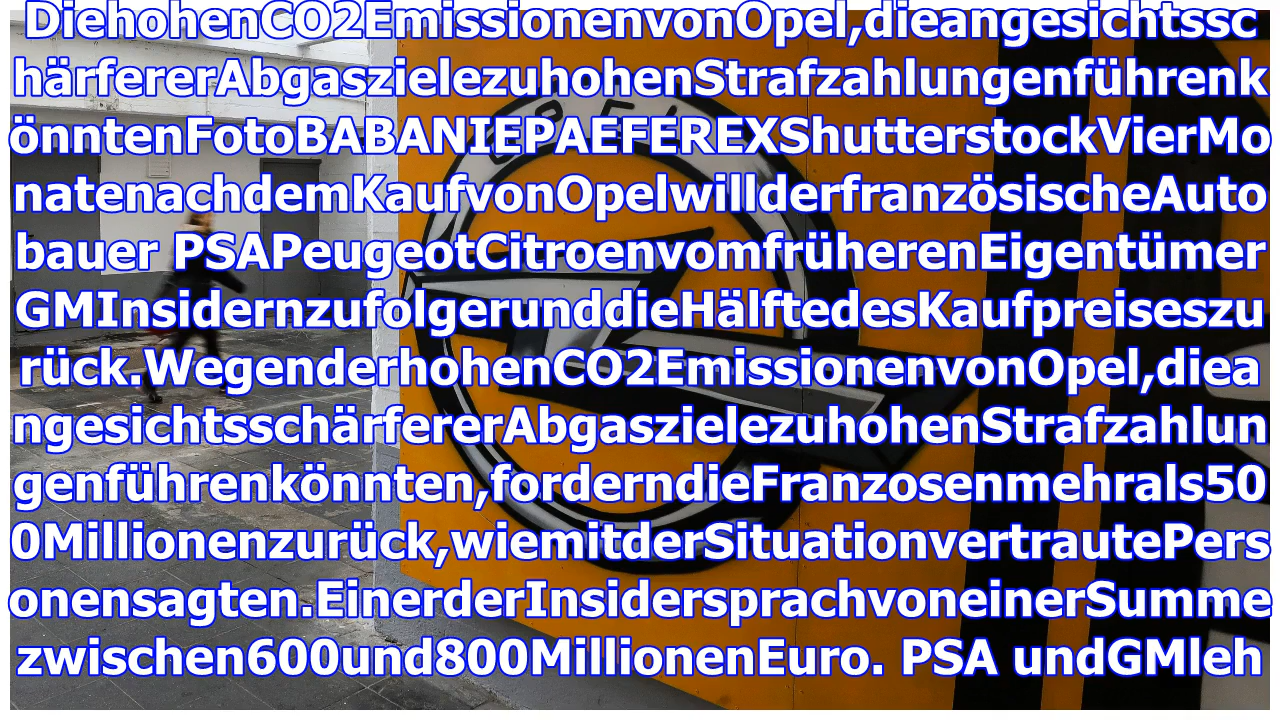 DiehohenCO2EmissionenvonOpel,dieangesichtssc
härfererAbgaszielezuhohenStrafzahlungenführenk
önntenFotoBABANIEPAEFEREXShutterstockVierMo
natenachdemKaufvonOpelwillderfranzösischeAuto
bauer PSAPeugeotCitroenvomfrüherenEigentümer
GMInsidernzufolgerunddieHälftedesKaufpreiseszu
rück.WegenderhohenCO2EmissionenvonOpel,diea
ngesichtsschärfererAbgaszielezuhohenStrafzahlun
genführenkönnten,forderndieFranzosenmehrals50
0Millionenzurück,wiemitderSituationvertrautePers
onensagten.EinerderInsidersprachvoneinerSumme
zwischen600und800MillionenEuro. PSA undGMleh
OPEL